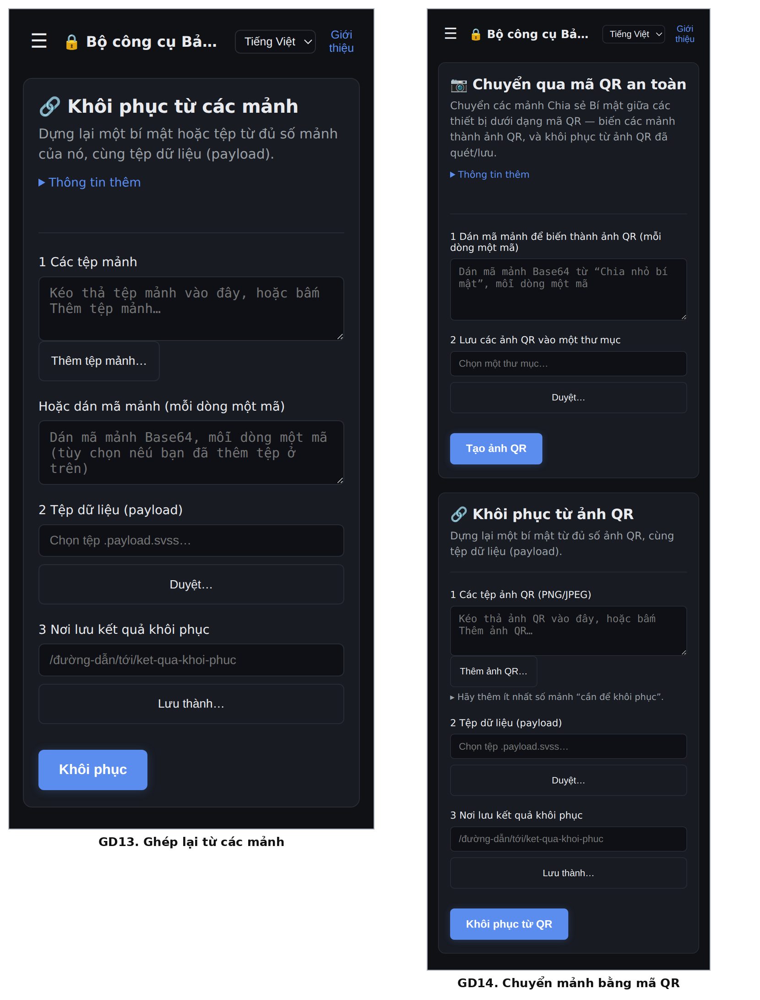 ☰ 🔒 Bộ công cụ Bả… Tiếng Việt Giới thiệu
🔗 Khôi phục từ các mảnh
Dựng lại một bí mật hoặc tệp từ đủ số mảnh
của nó, cùng tệp dữ liệu (payload).
▶ Thông tin thêm
1 Các tệp mảnh
Kéo thả tệp mảnh vào đây, hoặc bấm
Thêm tệp mảnh…
Thêm tệp mảnh…
Hoặc dán mã mảnh (mỗi dòng một mã)
Dán mã mảnh Base64, mỗi dòng một mã
(tùy chọn nếu bạn đã thêm tệp ở
trên)
2 Tệp dữ liệu (payload)
Chọn tệp .payload.svss…
Duyệt…
3 Nơi lưu kết quả khôi phục
/đường-dẫn/tới/ket-qua-khoi-phuc
Lưu thành…
Khôi phục
GD13. Ghép lại từ các mảnh
☰ 🔒 Bộ công cụ Bả… Tiếng Việt Giới thiệu
📷 Chuyển qua mã QR an toàn
Chuyển các mảnh Chia sẻ Bí mật giữa các
thiết bị dưới dạng mã QR — biến các mảnh
thành ảnh QR, và khôi phục từ ảnh QR đã
quét/lưu.
▶ Thông tin thêm
1 Dán mã mảnh để biến thành ảnh QR (mỗi
dòng một mã)
Dán mã mảnh Base64 từ “Chia nhỏ bí
mật”, mỗi dòng một mã
2 Lưu các ảnh QR vào một thư mục
Chọn một thư mục…
Duyệt…
Tạo ảnh QR
🔗 Khôi phục từ ảnh QR
Dựng lại một bí mật từ đủ số ảnh QR, cùng
tệp dữ liệu (payload).
1 Các tệp ảnh QR (PNG/JPEG)
Kéo thả ảnh QR vào đây, hoặc bấm
Thêm ảnh QR…
Thêm ảnh QR…
▸ Hãy thêm ít nhất số mảnh “cần để khôi phục”.
2 Tệp dữ liệu (payload)
Chọn tệp .payload.svss…
Duyệt…
3 Nơi lưu kết quả khôi phục
/đường-dẫn/tới/ket-qua-khoi-phuc
Lưu thành…
Khôi phục từ QR
GD14. Chuyển mảnh bằng mã QR